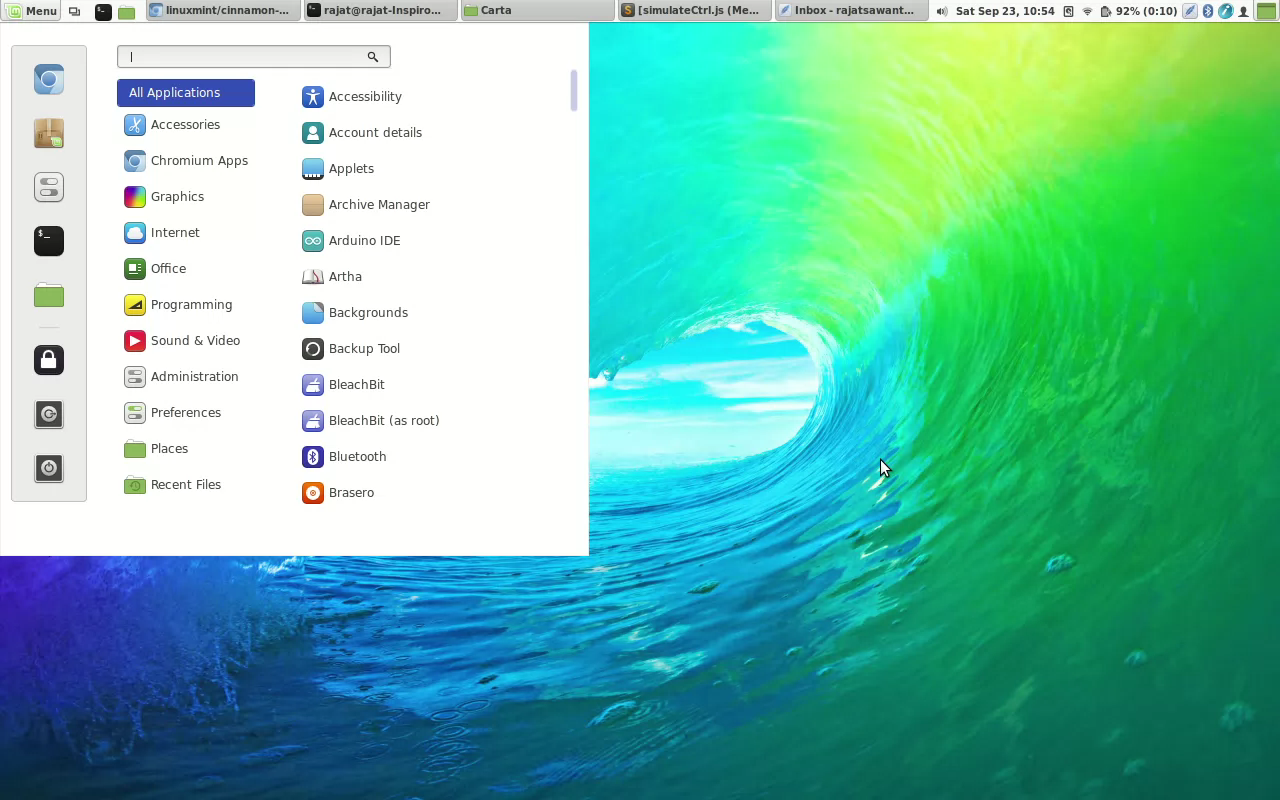 Menu
linuxmint/cinnamon-...
rajat@rajat-Inspiro...
Carta
[simulateCtrl.js (Me...
Inbox - rajatsawant...
Sat Sep 23, 10:54
92% (0:10)
All Applications
Accessories
Chromium Apps
Graphics
Internet
Office
Programming
Sound & Video
Administration
Preferences
Places
Recent Files
Accessibility
Account details
Applets
Archive Manager
Arduino IDE
Artha
Backgrounds
Backup Tool
BleachBit
BleachBit (as root)
Bluetooth
Brasero